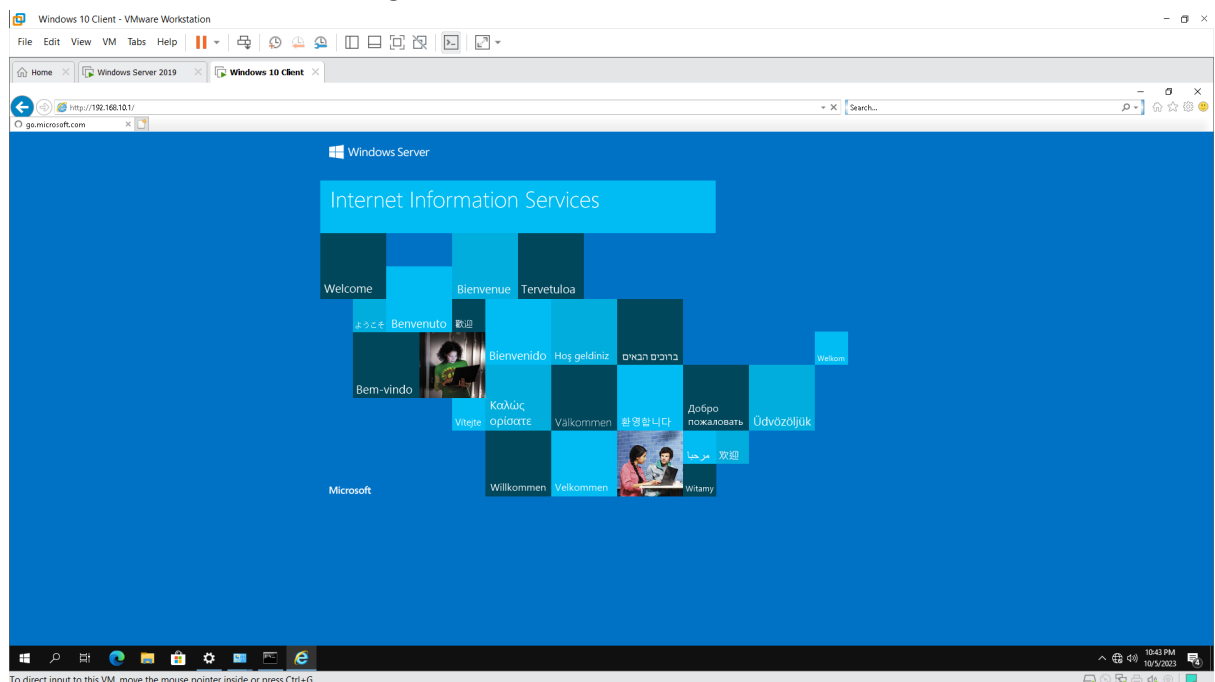 Windows 10 Client - VMware Workstation
File Edit View VM Tabs Help
Home Windows Server 2019 Windows 10 Client
http://192.168.10.1/ Search...
go.microsoft.com
Windows Server
Internet Information Services
Welcome Bienvenue Tervetuloa
ようこそ Benvenuto 歡迎
Bienvenido Hoş geldiniz ברוכים הבאים Welkom
Bem-vindo
Vítejte Καλώς ορίσατε Välkommen 환영합니다 Добро пожаловать Üdvözöljük
مرحبا 欢迎
Microsoft Willkommen Velkommen Witamy
10:43 PM
10/5/2023
4
To direct input to this VM, move the mouse pointer inside or press Ctrl+G.